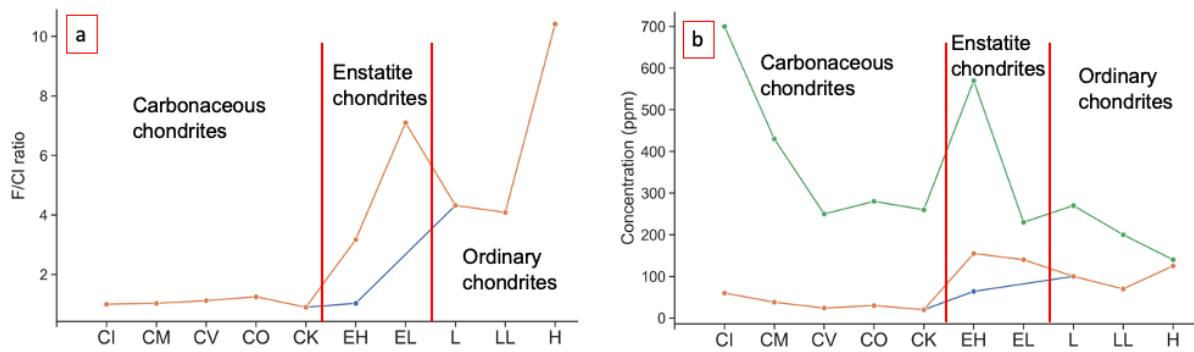 a
10
8
6
4
2
F/Cl ratio
Carbonaceous
chondrites
Enstatite
chondrites
Ordinary
chondrites
CI CM CV CO CK EH EL L LL H
b
700
600
500
400
300
200
100
0
Concentration (ppm)
Carbonaceous
chondrites
Enstatite
chondrites
Ordinary
chondrites
CI CM CV CO CK EH EL L LL H